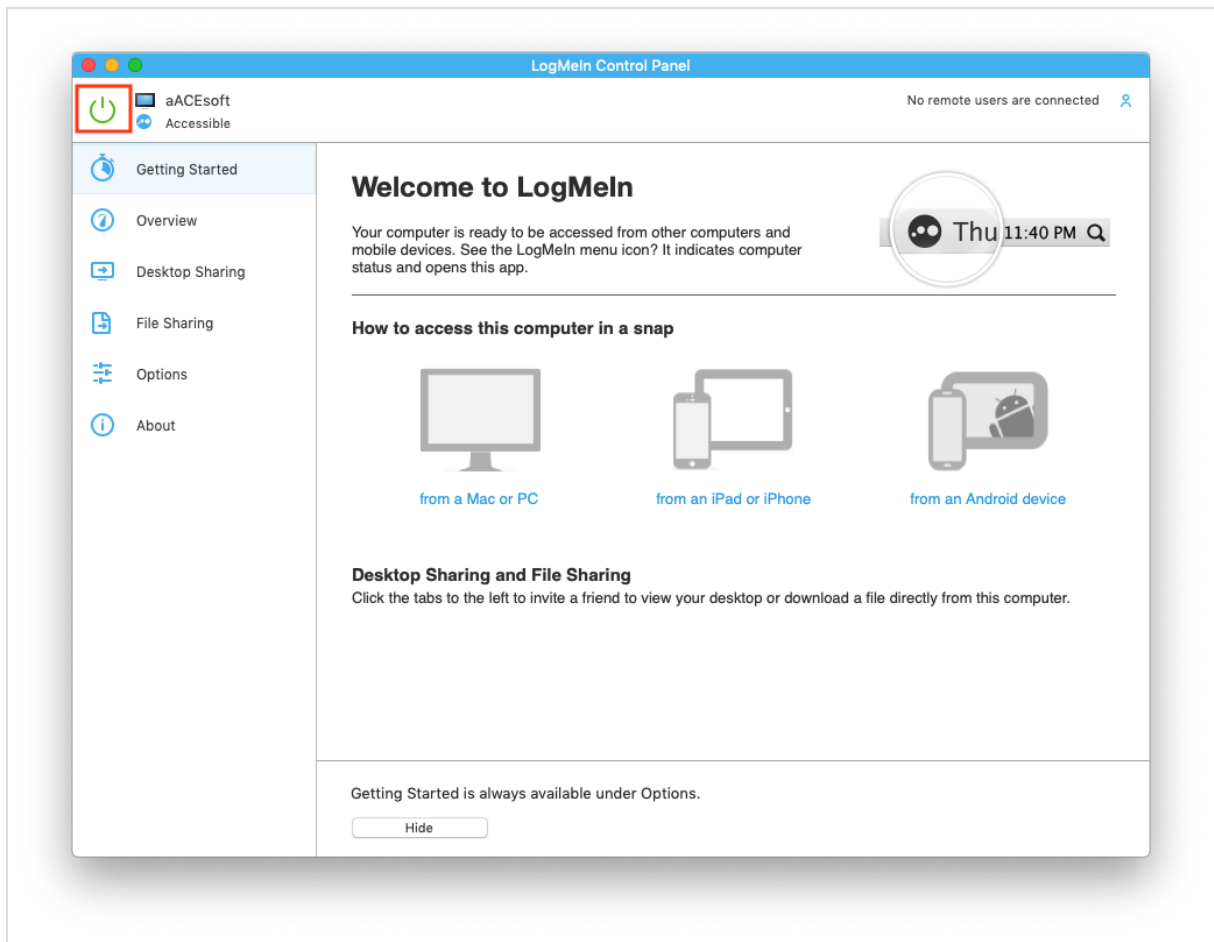 LogMeIn Control Panel
aACEsoft
Accessible
No remote users are connected
Getting Started
Overview
Desktop Sharing
File Sharing
Options
About
Welcome to LogMeIn
Your computer is ready to be accessed from other computers and
mobile devices. See the LogMeIn menu icon? It indicates computer
status and opens this app.
Thu 11:40 PM
How to access this computer in a snap
from a Mac or PC
from an iPad or iPhone
from an Android device
Desktop Sharing and File Sharing
Click the tabs to the left to invite a friend to view your desktop or download a file directly from this computer.
Getting Started is always available under Options.
Hide